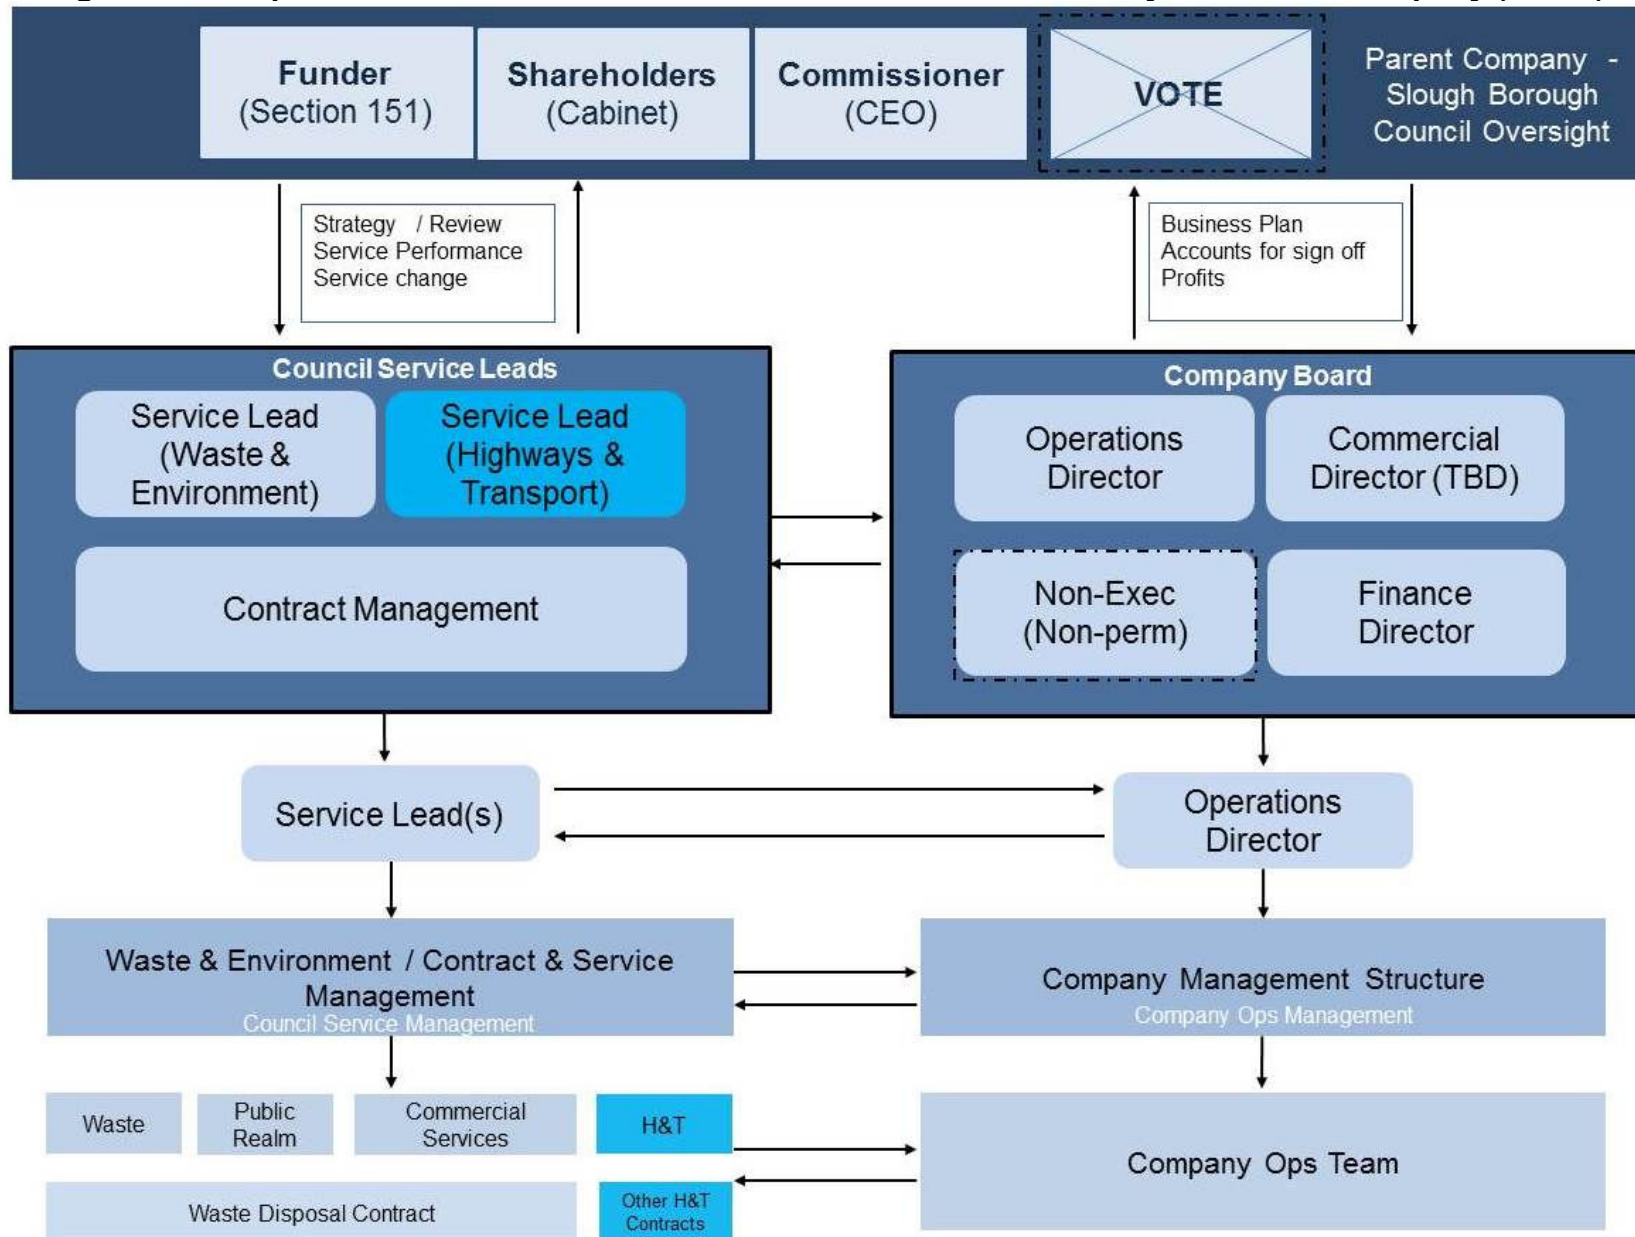 Funder
(Section 151)
Shareholders
(Cabinet)
Commissioner
(CEO)
VOTE
Parent Company -
Slough Borough
Council Oversight
Strategy / Review
Service Performance
Service change
Business Plan
Accounts for sign off
Profits
Council Service Leads
Service Lead
(Waste &
Environment)
Service Lead
(Highways &
Transport)
Contract Management
Company Board
Operations
Director
Commercial
Director (TBD)
Non-Exec
(Non-perm)
Finance
Director
Service Lead(s)
Operations
Director
Waste & Environment / Contract & Service
Management
Council Service Management
Company Management Structure
Company Ops Management
Waste
Public
Realm
Commercial
Services
H&T
Waste Disposal Contract
Other H&T
Contracts
Company Ops Team